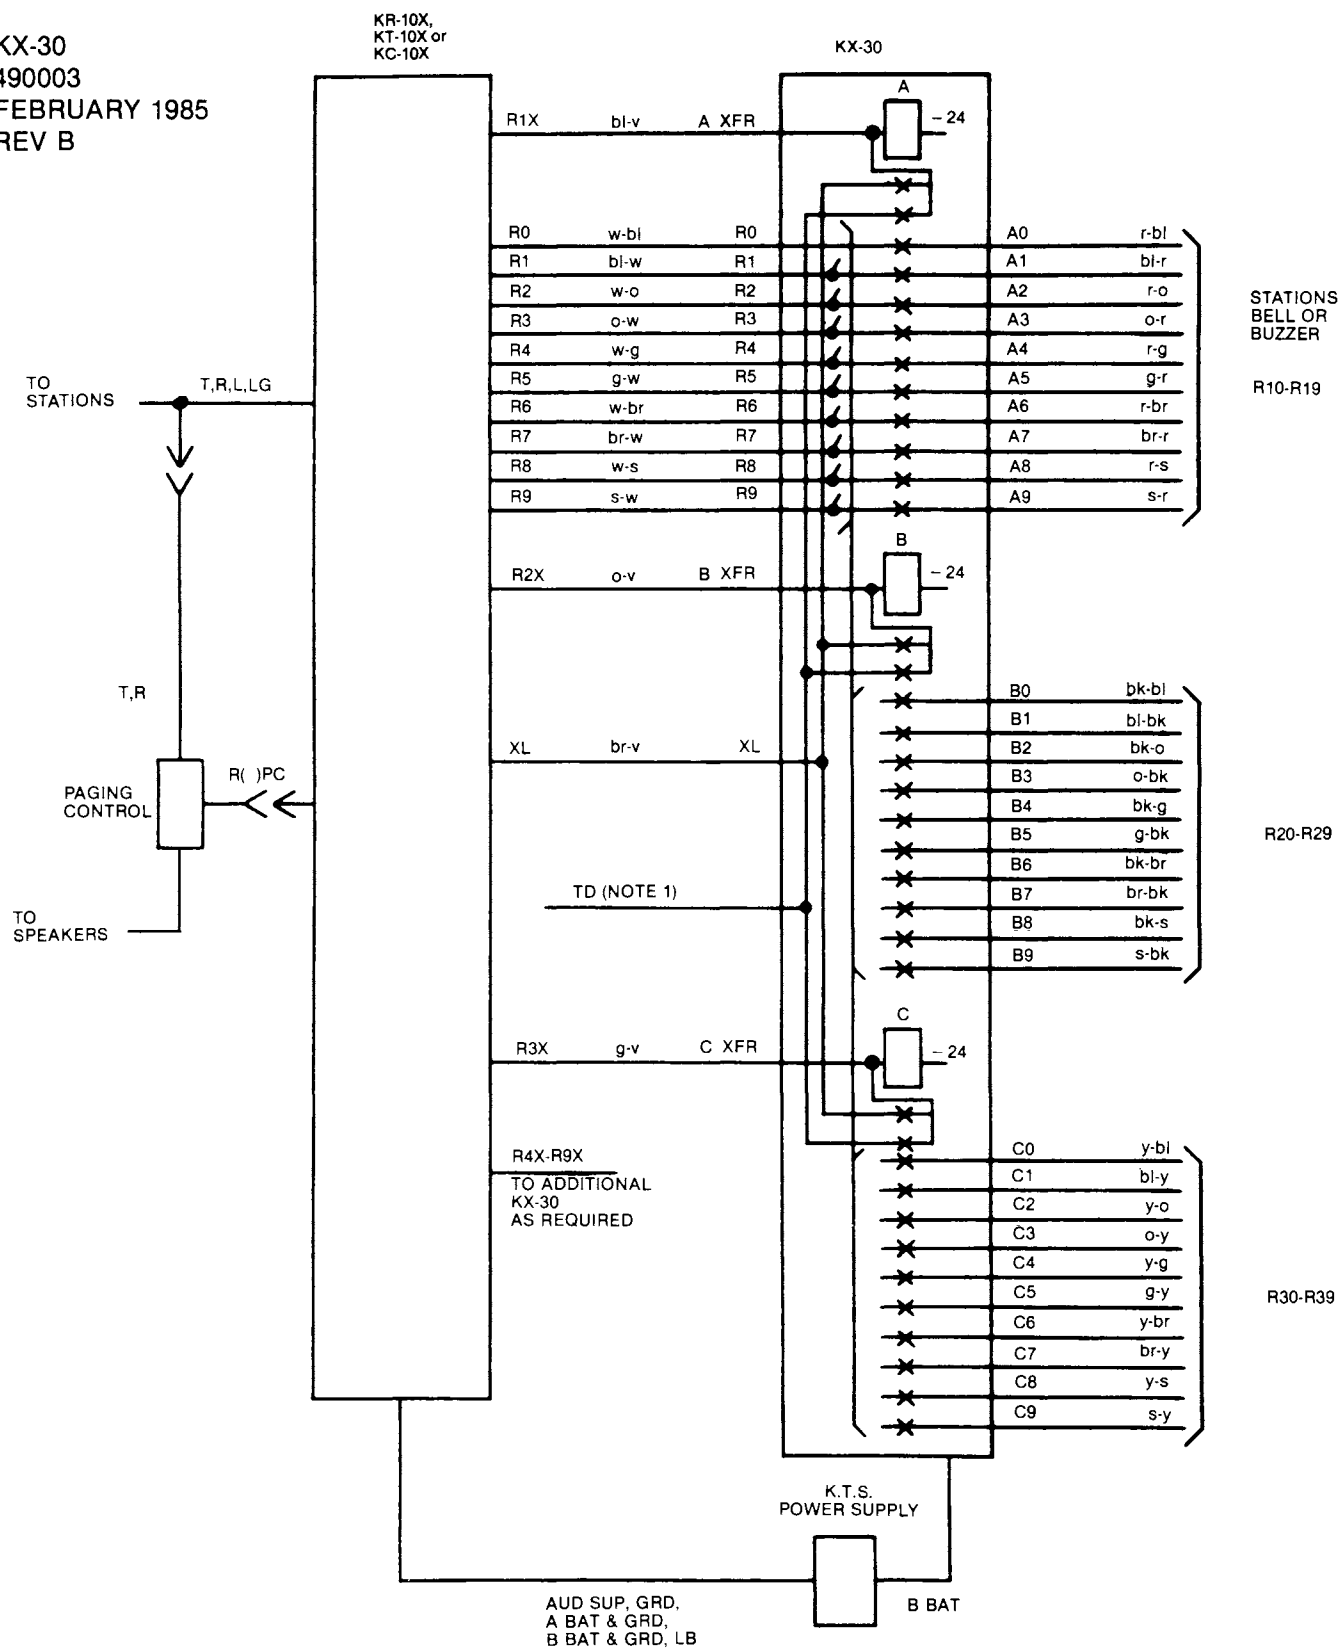 KR-10X,
KT-10X or
KC-10X
KX-30
490003
FEBRUARY 1985
REV B
KX-30
A
R1X bl-v A XFR -24
R0 w-bl R0 A0 r-bl
R1 bl-w R1 A1 bl-r
R2 w-o R2 A2 r-o
R3 o-w R3 A3 o-r
R4 w-g R4 A4 r-g
R5 g-w R5 A5 g-r
R6 w-br R6 A6 r-br
R7 br-w R7 A7 br-r
R8 w-s R8 A8 r-s
R9 s-w R9 A9 s-r
STATIONS
BELL OR
BUZZER
R10-R19
TO
STATIONS
T,R,L,LG
B
R2X o-v B XFR -24
T,R
B0 bk-bl
B1 bl-bk
B2 bk-o
B3 o-bk
B4 bk-g
B5 g-bk
B6 bk-br
B7 br-bk
B8 bk-s
B9 s-bk
R20-R29
XL br-v XL
R( )PC
PAGING
CONTROL
TD (NOTE 1)
TO
SPEAKERS
C
R3X g-v C XFR -24
R4X-R9X
TO ADDITIONAL
KX-30
AS REQUIRED
C0 y-bl
C1 bl-y
C2 y-o
C3 o-y
C4 y-g
C5 g-y
C6 y-br
C7 br-y
C8 y-s
C9 s-y
R30-R39
K.T.S.
POWER SUPPLY
AUD SUP, GRD,
A BAT & GRD,
B BAT & GRD, LB
B BAT